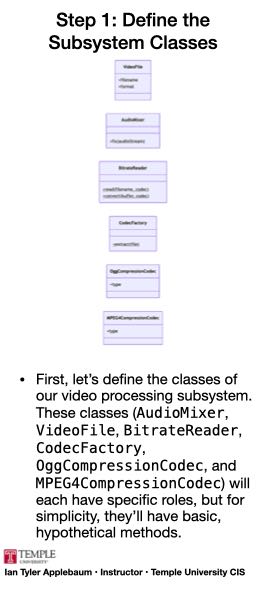 Step 1: Define the
Subsystem Classes
VideoFile
+filename
+format
AudioMixer
+fix(audioStream)
BitrateReader
+read(filename, codec)
+convert(buffer, codec)
CodecFactory
+extract(file)
OggCompressionCodec
+type
MPEG4CompressionCodec
+type
• First, let’s define the classes of
our video processing subsystem.
These classes (AudioMixer,
VideoFile, BitrateReader,
CodecFactory,
OggCompressionCodec, and
MPEG4CompressionCodec) will
each have specific roles, but for
simplicity, they’ll have basic,
hypothetical methods.
TEMPLE
UNIVERSITY
Ian Tyler Applebaum • Instructor • Temple University CIS